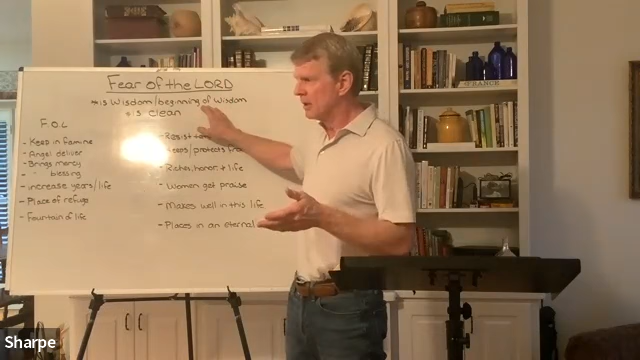 Fear of the LORD
is Wisdom/beginning of Wisdom
is clean
F O L
- Keep in famine
- Angel deliver
- Brings mercy
- " blessing
- increase years/life
- Place of refuge
- Fountain of life
- Resist
protects fro
- Riches, honor + life
- Women get praise
- Makes well in this life
- Places in an eternal
Sharpe